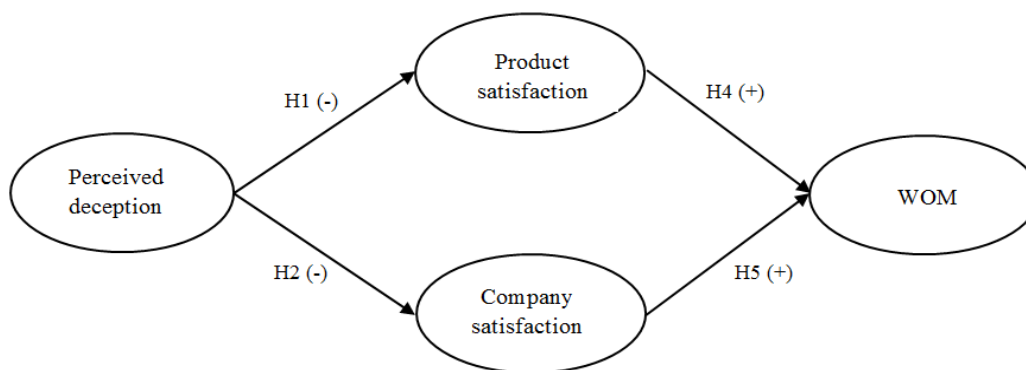 Product
satisfaction
H1 (-)
H4 (+)
Perceived
deception
WOM
H2 (-)
H5 (+)
Company
satisfaction